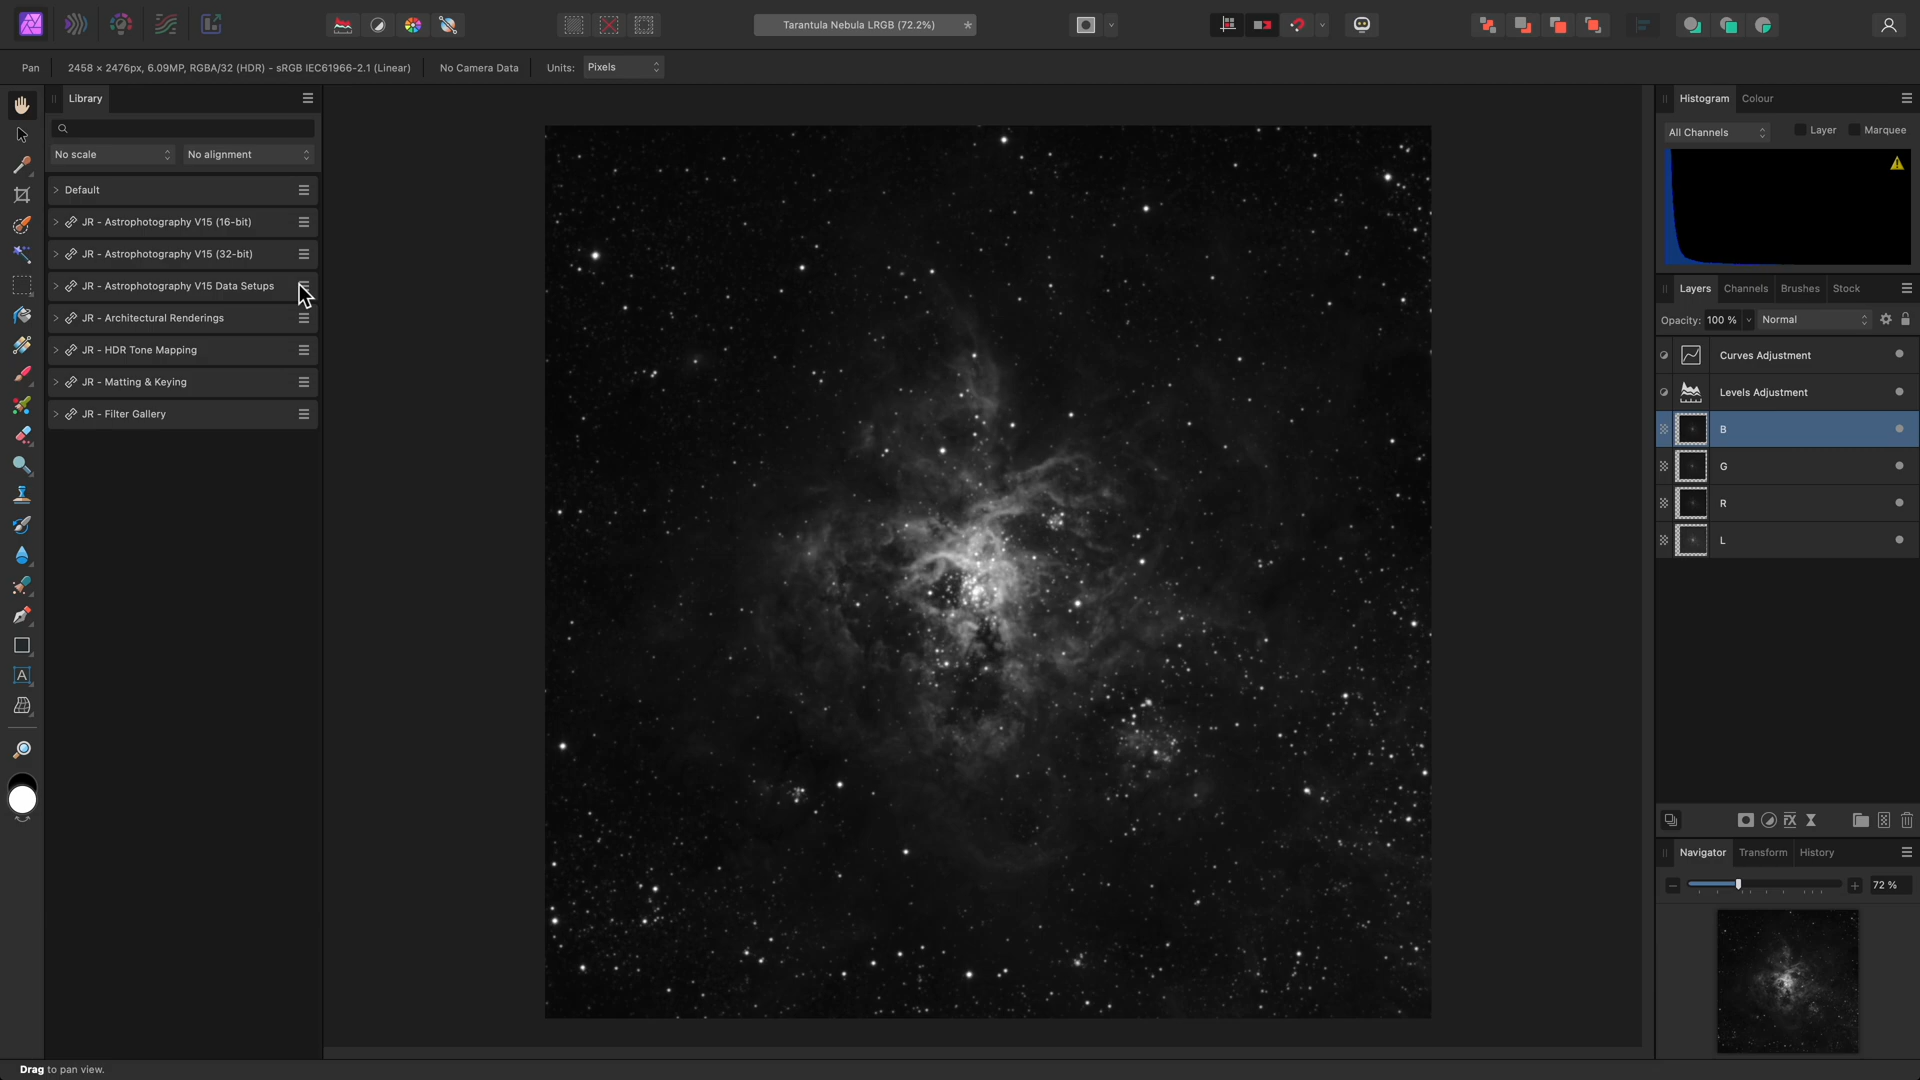 Tarantula Nebula LRGB (72.2%) *
Pan 2458 × 2476px, 6.09MP, RGBA/32 (HDR) - sRGB IEC61966-2.1 (Linear) No Camera Data Units: Pixels
Library
No scale No alignment
Default
JR - Astrophotography V15 (16-bit)
JR - Astrophotography V15 (32-bit)
JR - Astrophotography V15 Data Setups
JR - Architectural Renderings
JR - HDR Tone Mapping
JR - Matting & Keying
JR - Filter Gallery
Histogram Colour
All Channels Layer Marquee
Layers Channels Brushes Stock
Opacity: 100 % Normal
Curves Adjustment
Levels Adjustment
B
G
R
L
Navigator Transform History
72 %
Drag to pan view.